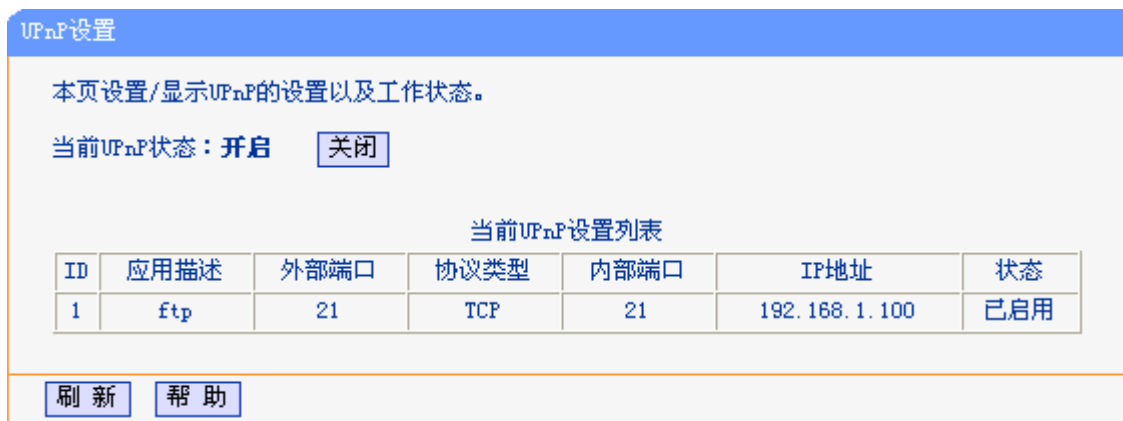 UPnP设置
本页设置/显示UPnP的设置以及工作状态。
当前UPnP状态：开启 关闭
当前UPnP设置列表
ID 应用描述 外部端口 协议类型 内部端口 IP地址 状态
1 ftp 21 TCP 21 192.168.1.100 已启用
刷 新 帮 助